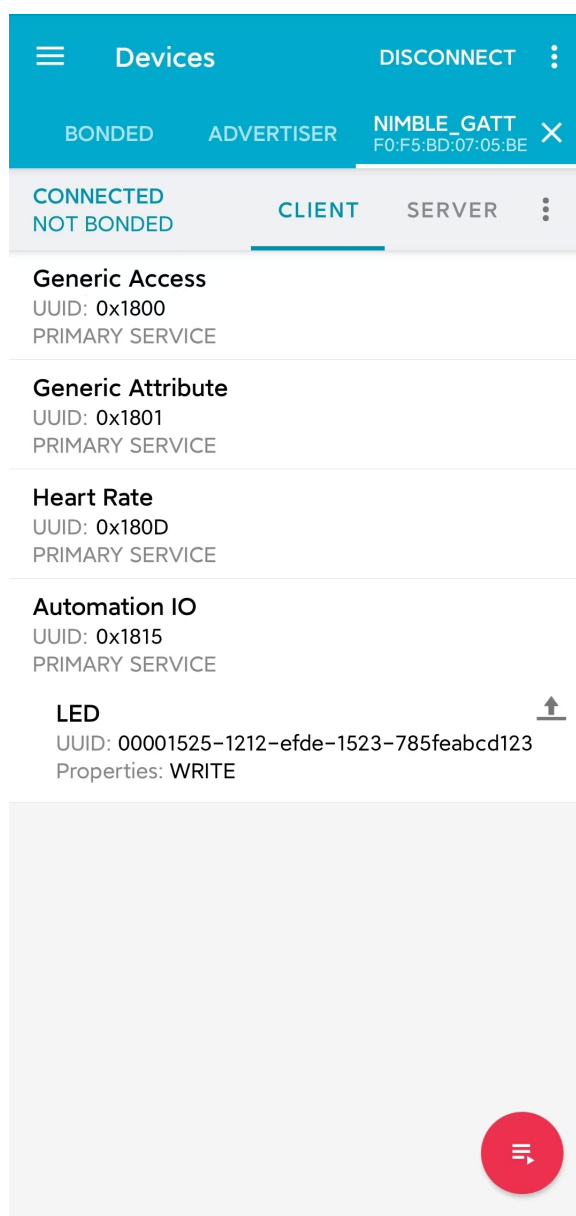 Devices
DISCONNECT
BONDED
ADVERTISER
NIMBLE_GATT
F0:F5:BD:07:05:BE
CONNECTED
NOT BONDED
CLIENT
SERVER
Generic Access
UUID: 0x1800
PRIMARY SERVICE
Generic Attribute
UUID: 0x1801
PRIMARY SERVICE
Heart Rate
UUID: 0x180D
PRIMARY SERVICE
Automation IO
UUID: 0x1815
PRIMARY SERVICE
LED
UUID: 00001525-1212-efde-1523-785feabcd123
Properties: WRITE